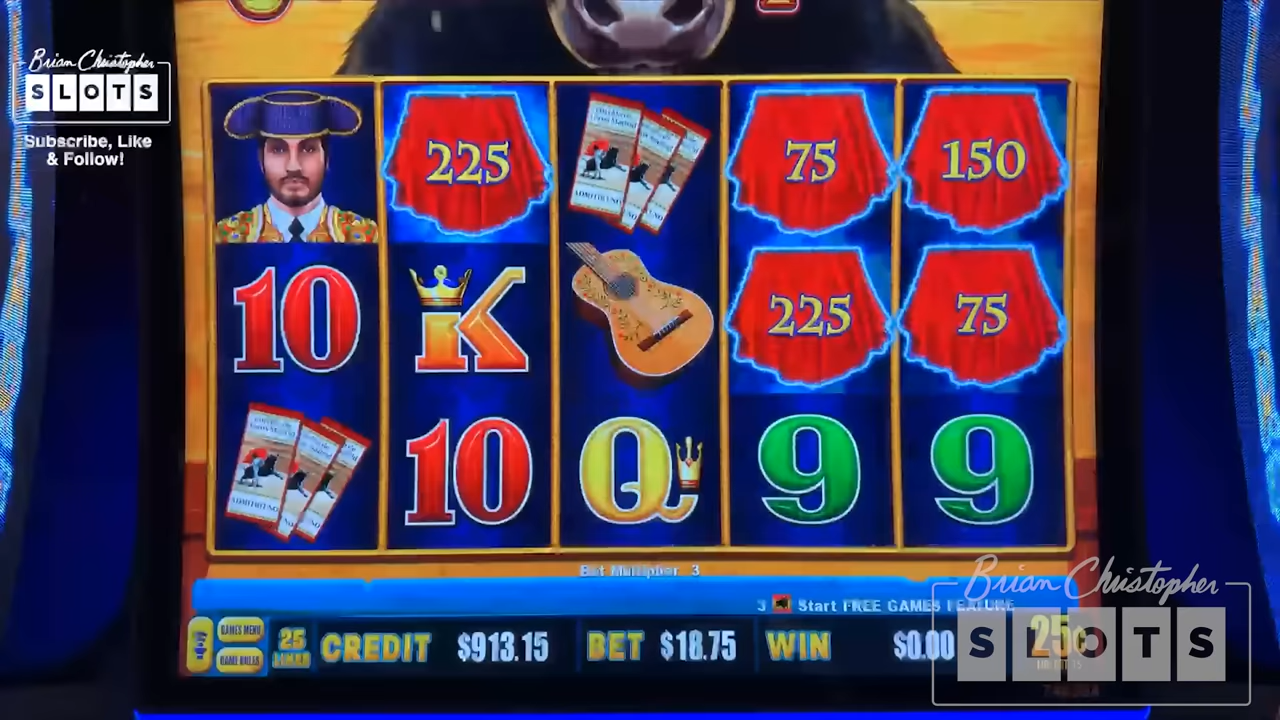 Brian Christopher
SLOTS
Subscribe, Like
& Follow!
225
75
150
10
K
225
75
10
Q
9
9
Bet Multiplier 3
3 Start FREE GAMES FEATURE
GAMES MENU
GAME RULES
25
LINES
CREDIT $913.15
BET $18.75
WIN $0.00
25¢
Brian Christopher
SLOTS